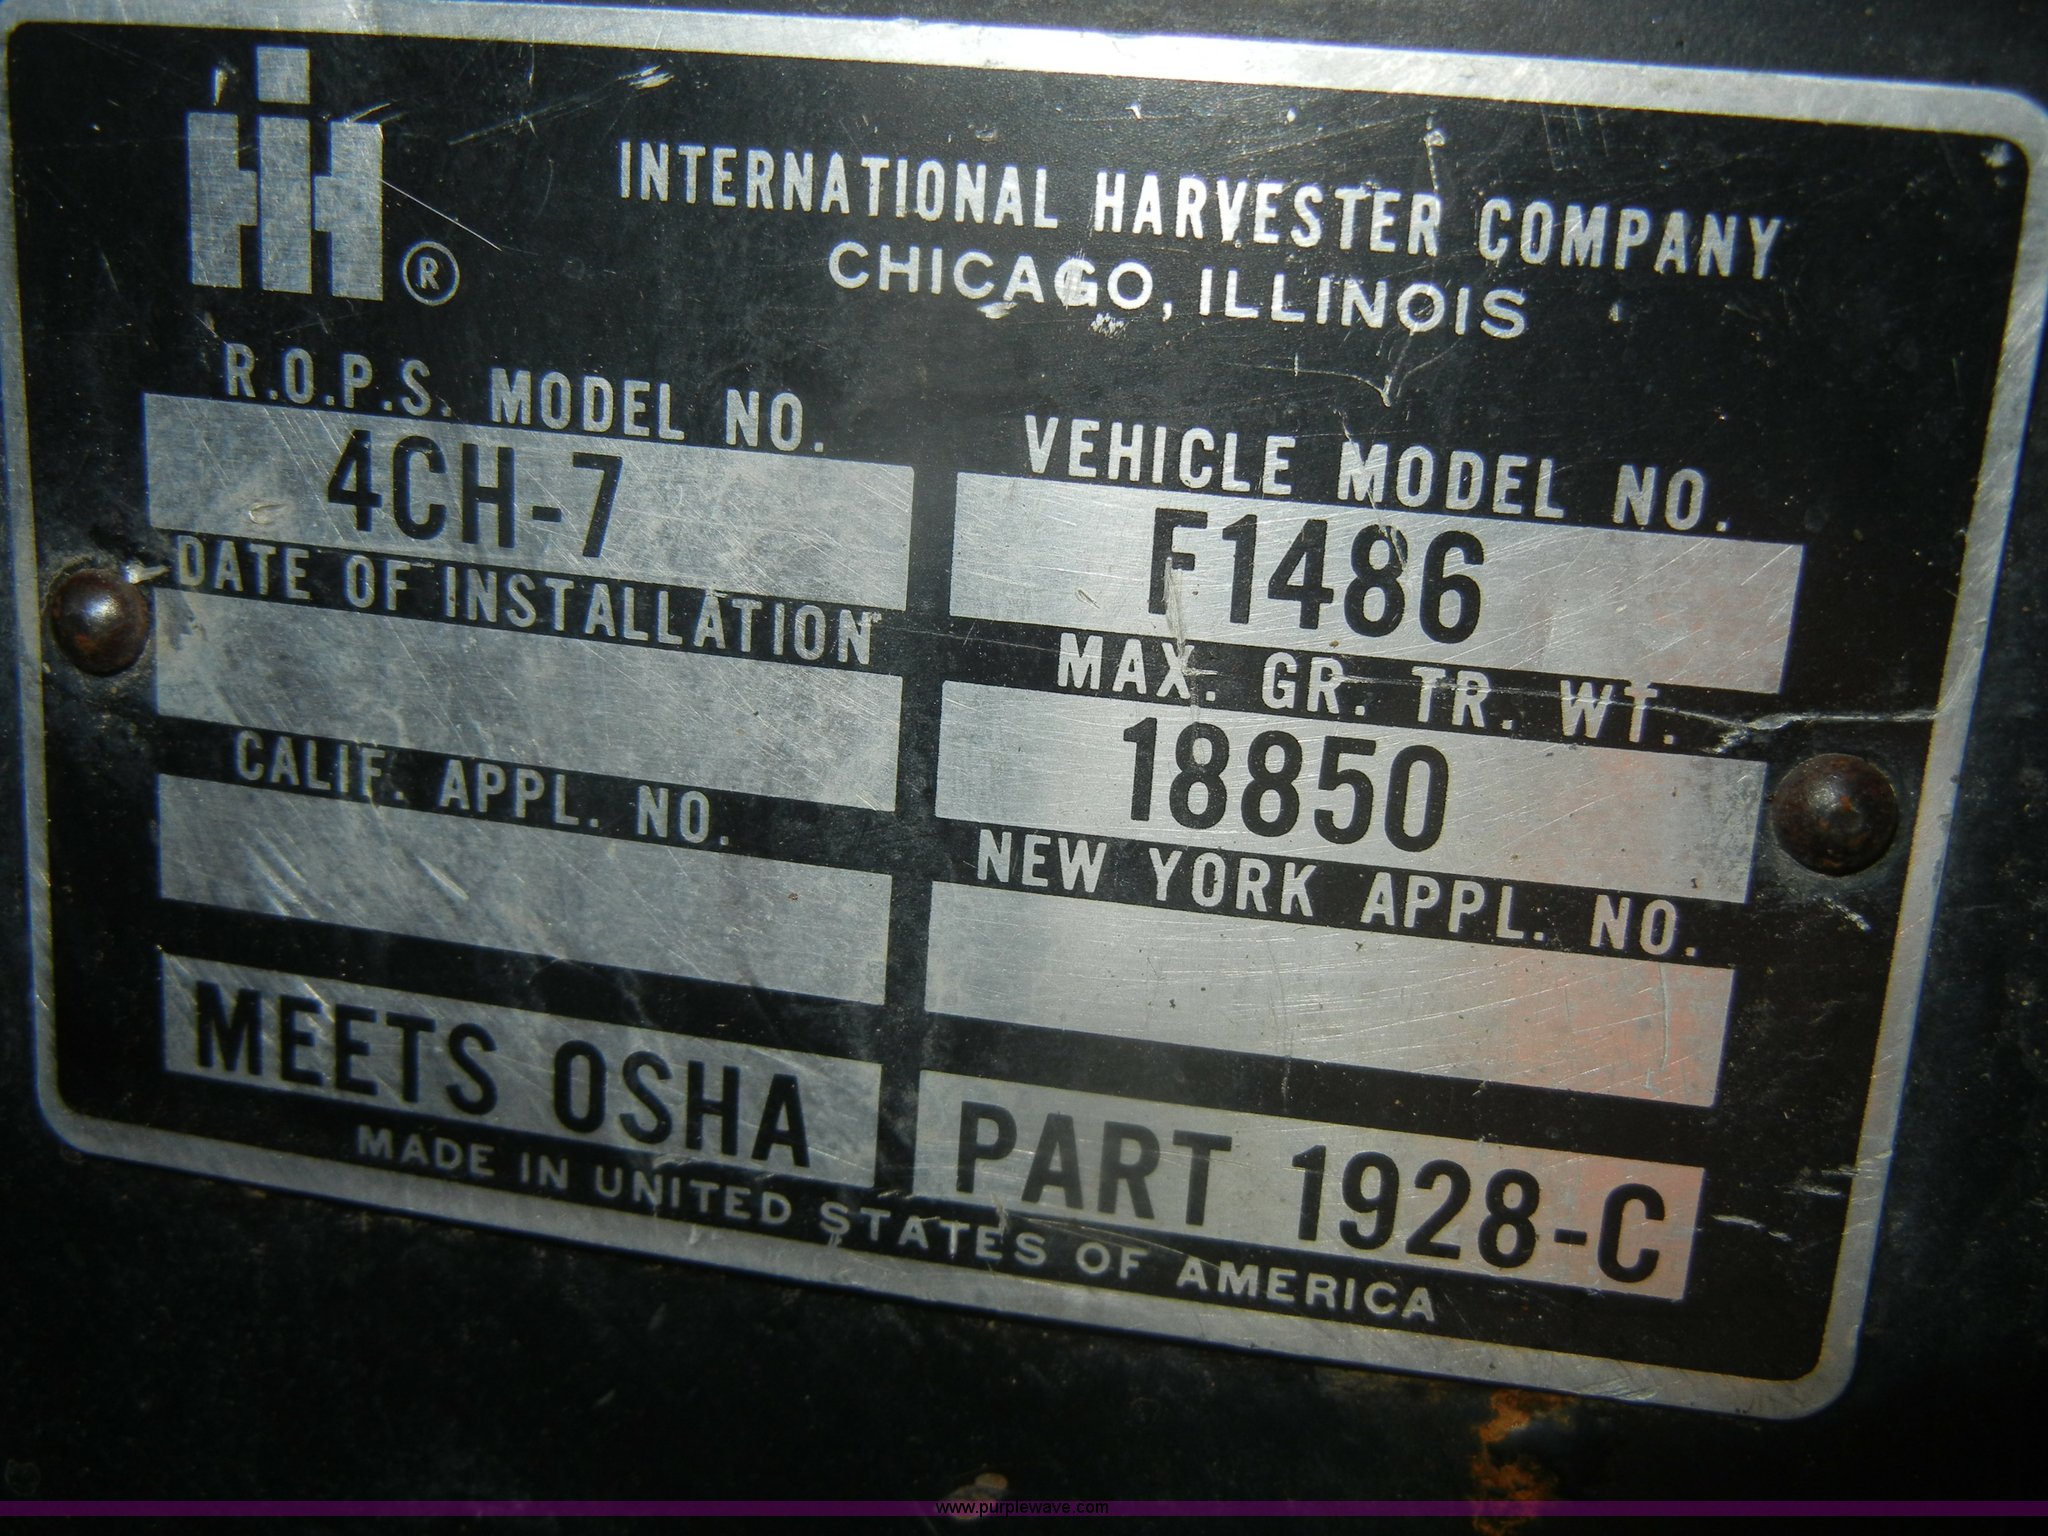 IH ®
INTERNATIONAL HARVESTER COMPANY
CHICAGO, ILLINOIS
R.O.P.S. MODEL NO.
4CH-7
VEHICLE MODEL NO.
F1486
DATE OF INSTALLATION
MAX. GR. TR. WT.
18850
CALIF. APPL. NO.
NEW YORK APPL. NO.
MEETS OSHA
PART 1928-C
MADE IN UNITED STATES OF AMERICA
www.purplewave.com